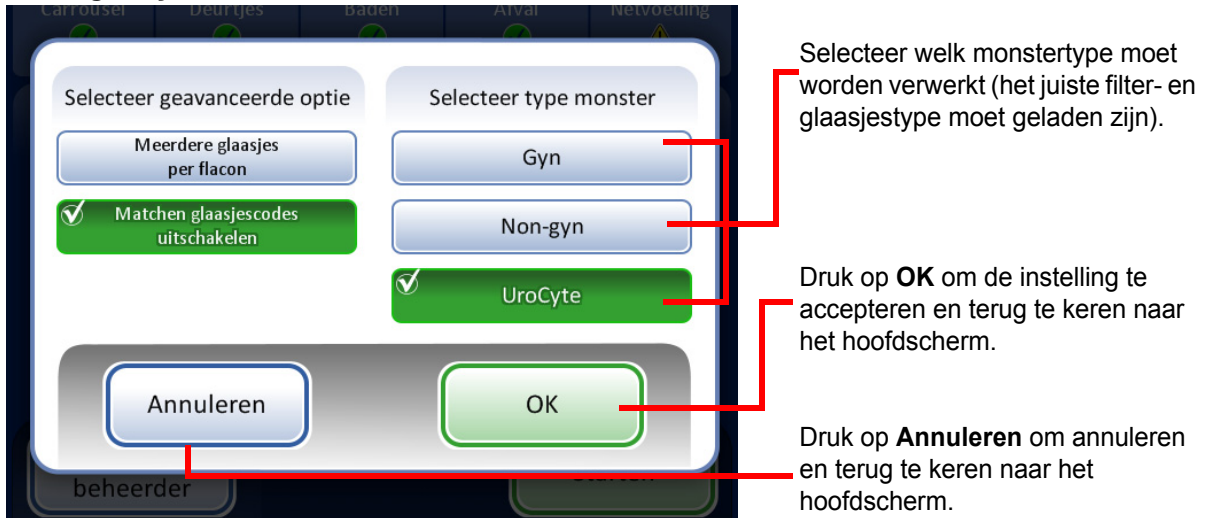 Carrousel Deurtjes Baden Afval Netvoeding
Selecteer geavanceerde optie
Meerdere glaasjes
per flacon
Matchen glaasjescodes
uitschakelen
Selecteer type monster
Gyn
Non-gyn
UroCyte
Annuleren
OK
beheerder
Selecteer welk monstertype moet
worden verwerkt (het juiste filter- en
glaasjestype moet geladen zijn).
Druk op OK om de instelling te
accepteren en terug te keren naar
het hoofdscherm.
Druk op Annuleren om annuleren
en terug te keren naar het
hoofdscherm.